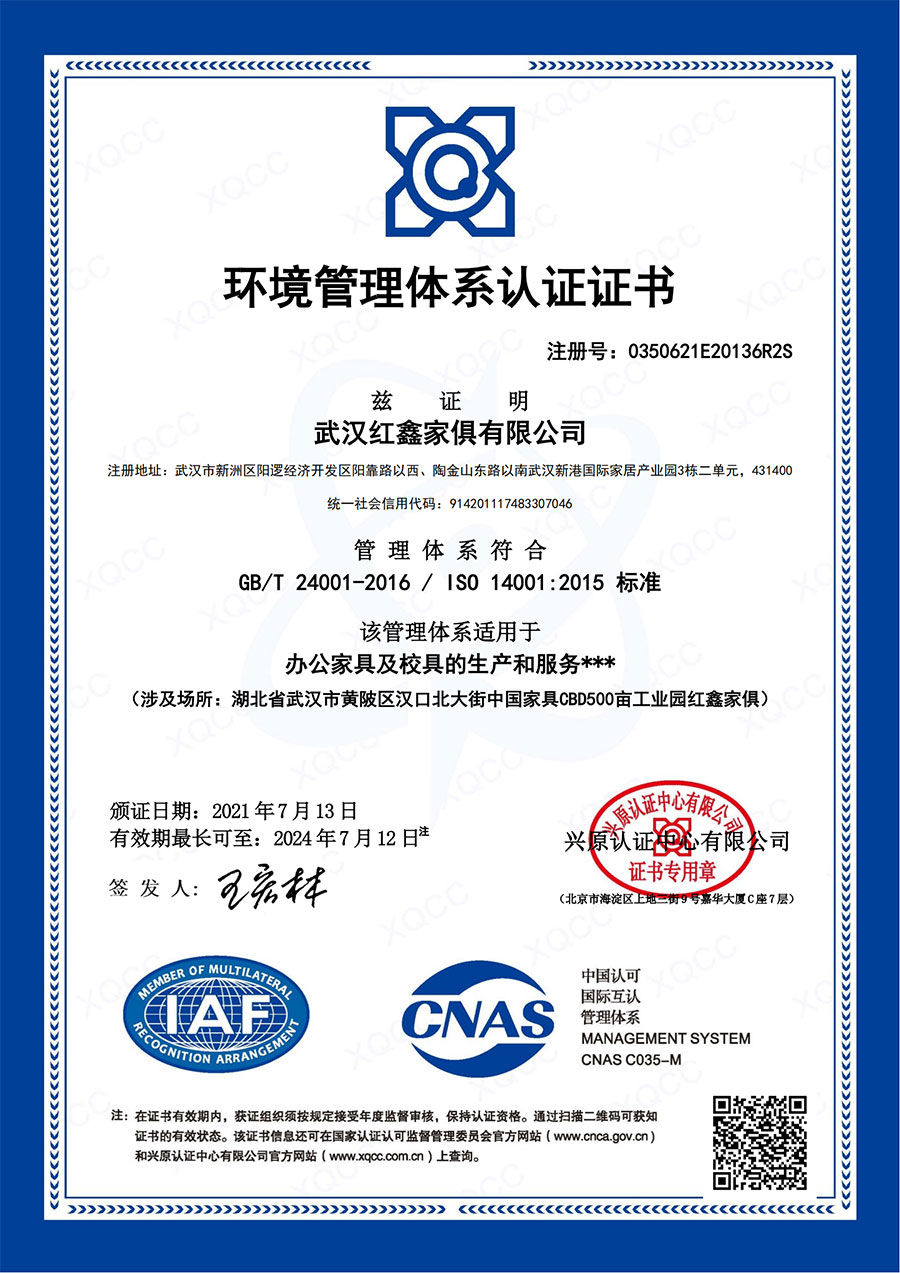 环境管理体系认证证书
注册号：0350621E20136R2S
兹 证 明
武汉红鑫家俱有限公司
注册地址：武汉市新洲区阳逻经济开发区阳靠路以西、陶金山东路以南武汉新港国际家居产业园3栋二单元，431400
统一社会信用代码：914201117483307046
管 理 体 系 符 合
GB/T 24001-2016 / ISO 14001:2015 标准
该管理体系适用于
办公家具及校具的生产和服务***
（涉及场所：湖北省武汉市黄陂区汉口北大街中国家具CBD500亩工业园红鑫家俱）
颁证日期：2021年7月13日
有效期最长可至：2024年7月12日注
签 发 人：王宏林
兴原认证中心有限公司
兴原认证中心有限公司
证书专用章
（北京市海淀区上地三街9号嘉华大厦C座7层）
MEMBER OF MULTILATERAL
IAF
RECOGNITION ARRANGEMENT
CNAS
中国认可
国际互认
管理体系
MANAGEMENT SYSTEM
CNAS C035-M
注：在证书有效期内，获证组织须按规定接受年度监督审核，保持认证资格。通过扫描二维码可获知
证书的有效状态。该证书信息还可在国家认证认可监督管理委员会官方网站（www.cnca.gov.cn）
和兴原认证中心有限公司官方网站（www.xqcc.com.cn）上查询。
XQCC